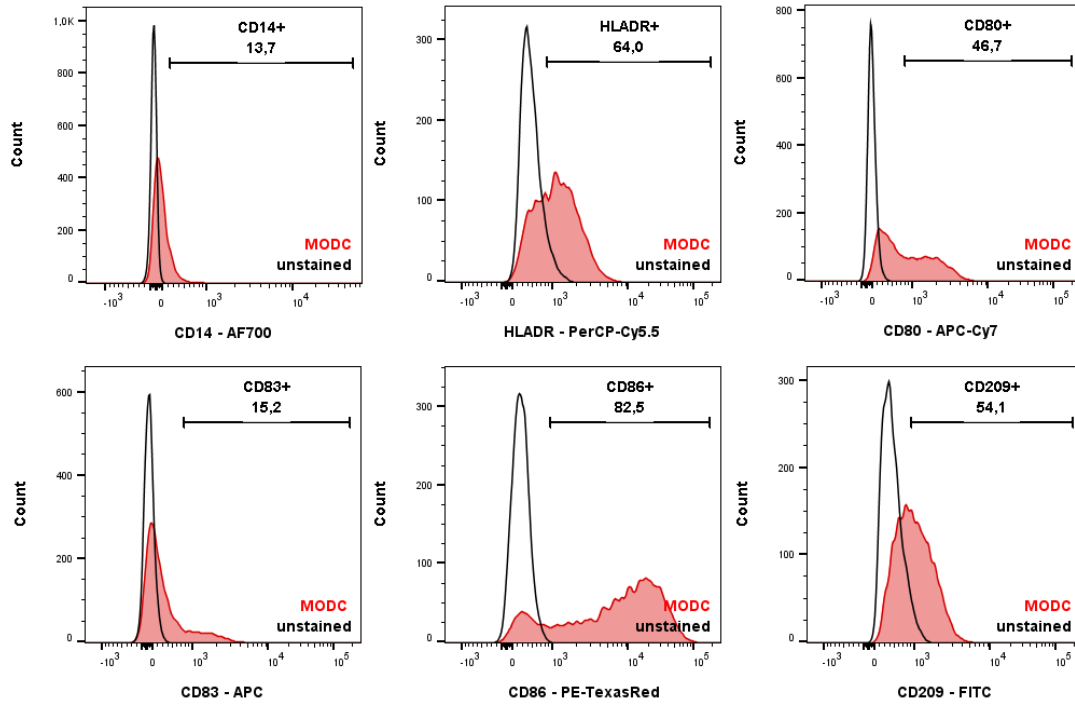 CD14+
13,7
1,0K
800
600
400
200
0
Count
MODC
unstained
-10³ 0 10³ 10⁴
CD14 - AF700
HLADR+
64,0
300
200
100
0
Count
MODC
unstained
-10³ 0 10³ 10⁴ 10⁵
HLADR - PerCP-Cy5.5
CD80+
46,7
800
600
400
200
0
Count
MODC
unstained
-10³ 0 10³ 10⁴ 10⁵
CD80 - APC-Cy7
CD83+
15,2
600
400
200
0
Count
MODC
unstained
-10³ 0 10³ 10⁴ 10⁵
CD83 - APC
CD86+
82,5
300
200
100
0
Count
MODC
unstained
-10³ 0 10³ 10⁴ 10⁵
CD86 - PE-TexasRed
CD209+
54,1
300
200
100
0
Count
MODC
unstained
-10³ 0 10³ 10⁴ 10⁵
CD209 - FITC